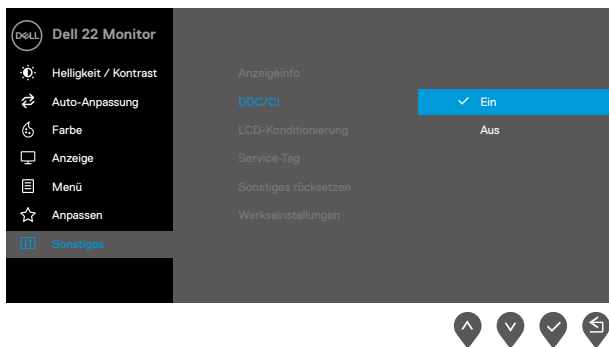 DELL Dell 22 Monitor
Helligkeit / Kontrast Anzeigeinfo
Auto-Anpassung DDC/CI Ein
Farbe LCD-Konditionierung Aus
Anzeige Service-Tag
Menü Sonstiges rücksetzen
Anpassen Werkseinstellungen
Sonstiges